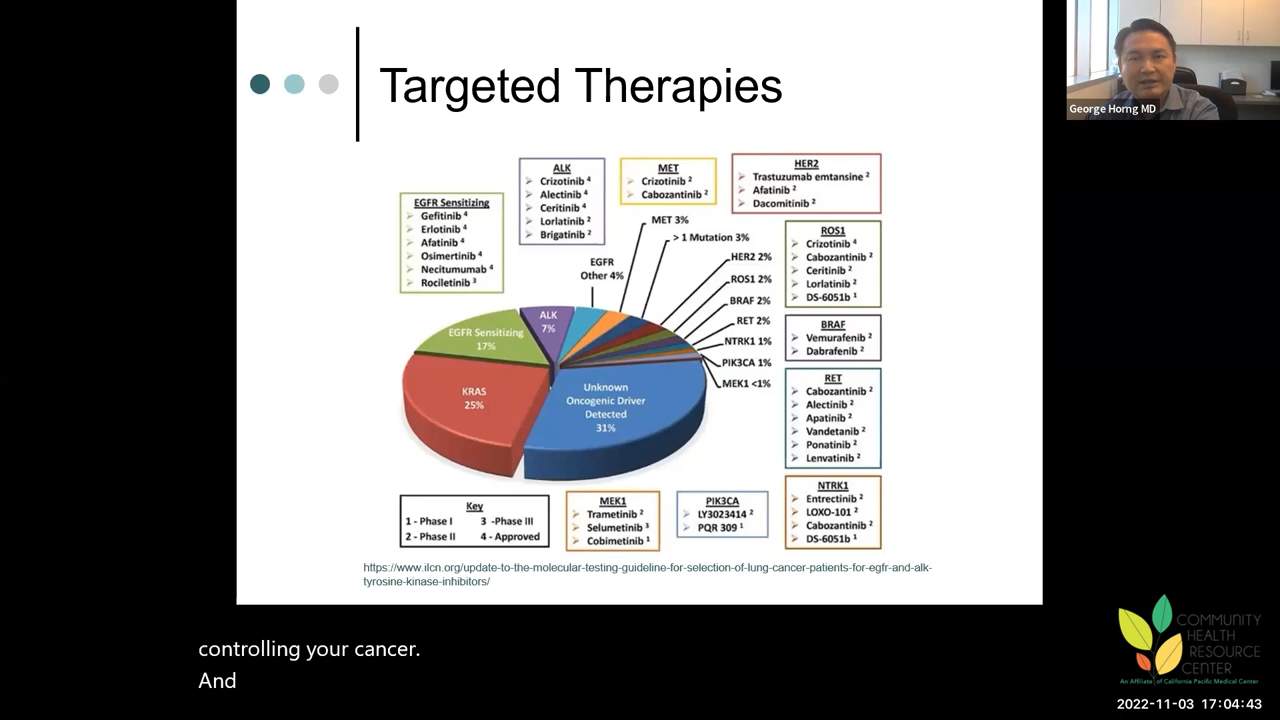 Targeted Therapies
George Horng MD
EGFR Sensitizing
Gefitinib 4
Erlotinib 4
Afatinib 4
Osimertinib 4
Necitumumab 4
Rociletinib 3
ALK
Crizotinib 4
Alectinib 4
Ceritinib 4
Lorlatinib 2
Brigatinib 2
MET
Crizotinib 2
Cabozantinib 2
HER2
Trastuzumab emtansine 2
Afatinib 2
Dacomitinib 2
ROS1
Crizotinib 4
Cabozantinib 2
Ceritinib 2
Lorlatinib 2
DS-6051b 1
BRAF
Vemurafenib 2
Dabrafenib 2
RET
Cabozantinib 2
Alectinib 2
Apatinib 2
Vandetanib 2
Ponatinib 2
Lenvatinib 2
NTRK1
Entrectinib 2
LOXO-101 2
Cabozantinib 2
DS-6051b 1
EGFR Sensitizing
17%
ALK
7%
EGFR
Other 4%
MET 3%
> 1 Mutation 3%
HER2 2%
ROS1 2%
BRAF 2%
RET 2%
NTRK1 1%
PIK3CA 1%
MEK1 <1%
KRAS
25%
Unknown
Oncogenic Driver
Detected
31%
Key
1 - Phase I 3 -Phase III
2 - Phase II 4 - Approved
MEK1
Trametinib 2
Selumetinib 3
Cobimetinib 1
PIK3CA
LY3023414 2
PQR 309 1
https://www.ilcn.org/update-to-the-molecular-testing-guideline-for-selection-of-lung-cancer-patients-for-egfr-and-alk-
tyrosine-kinase-inhibitors/
controlling your cancer.
And
COMMUNITY
HEALTH
RESOURCE
CENTER
An Affiliate of California Pacific Medical Center
2022-11-03 17:04:43